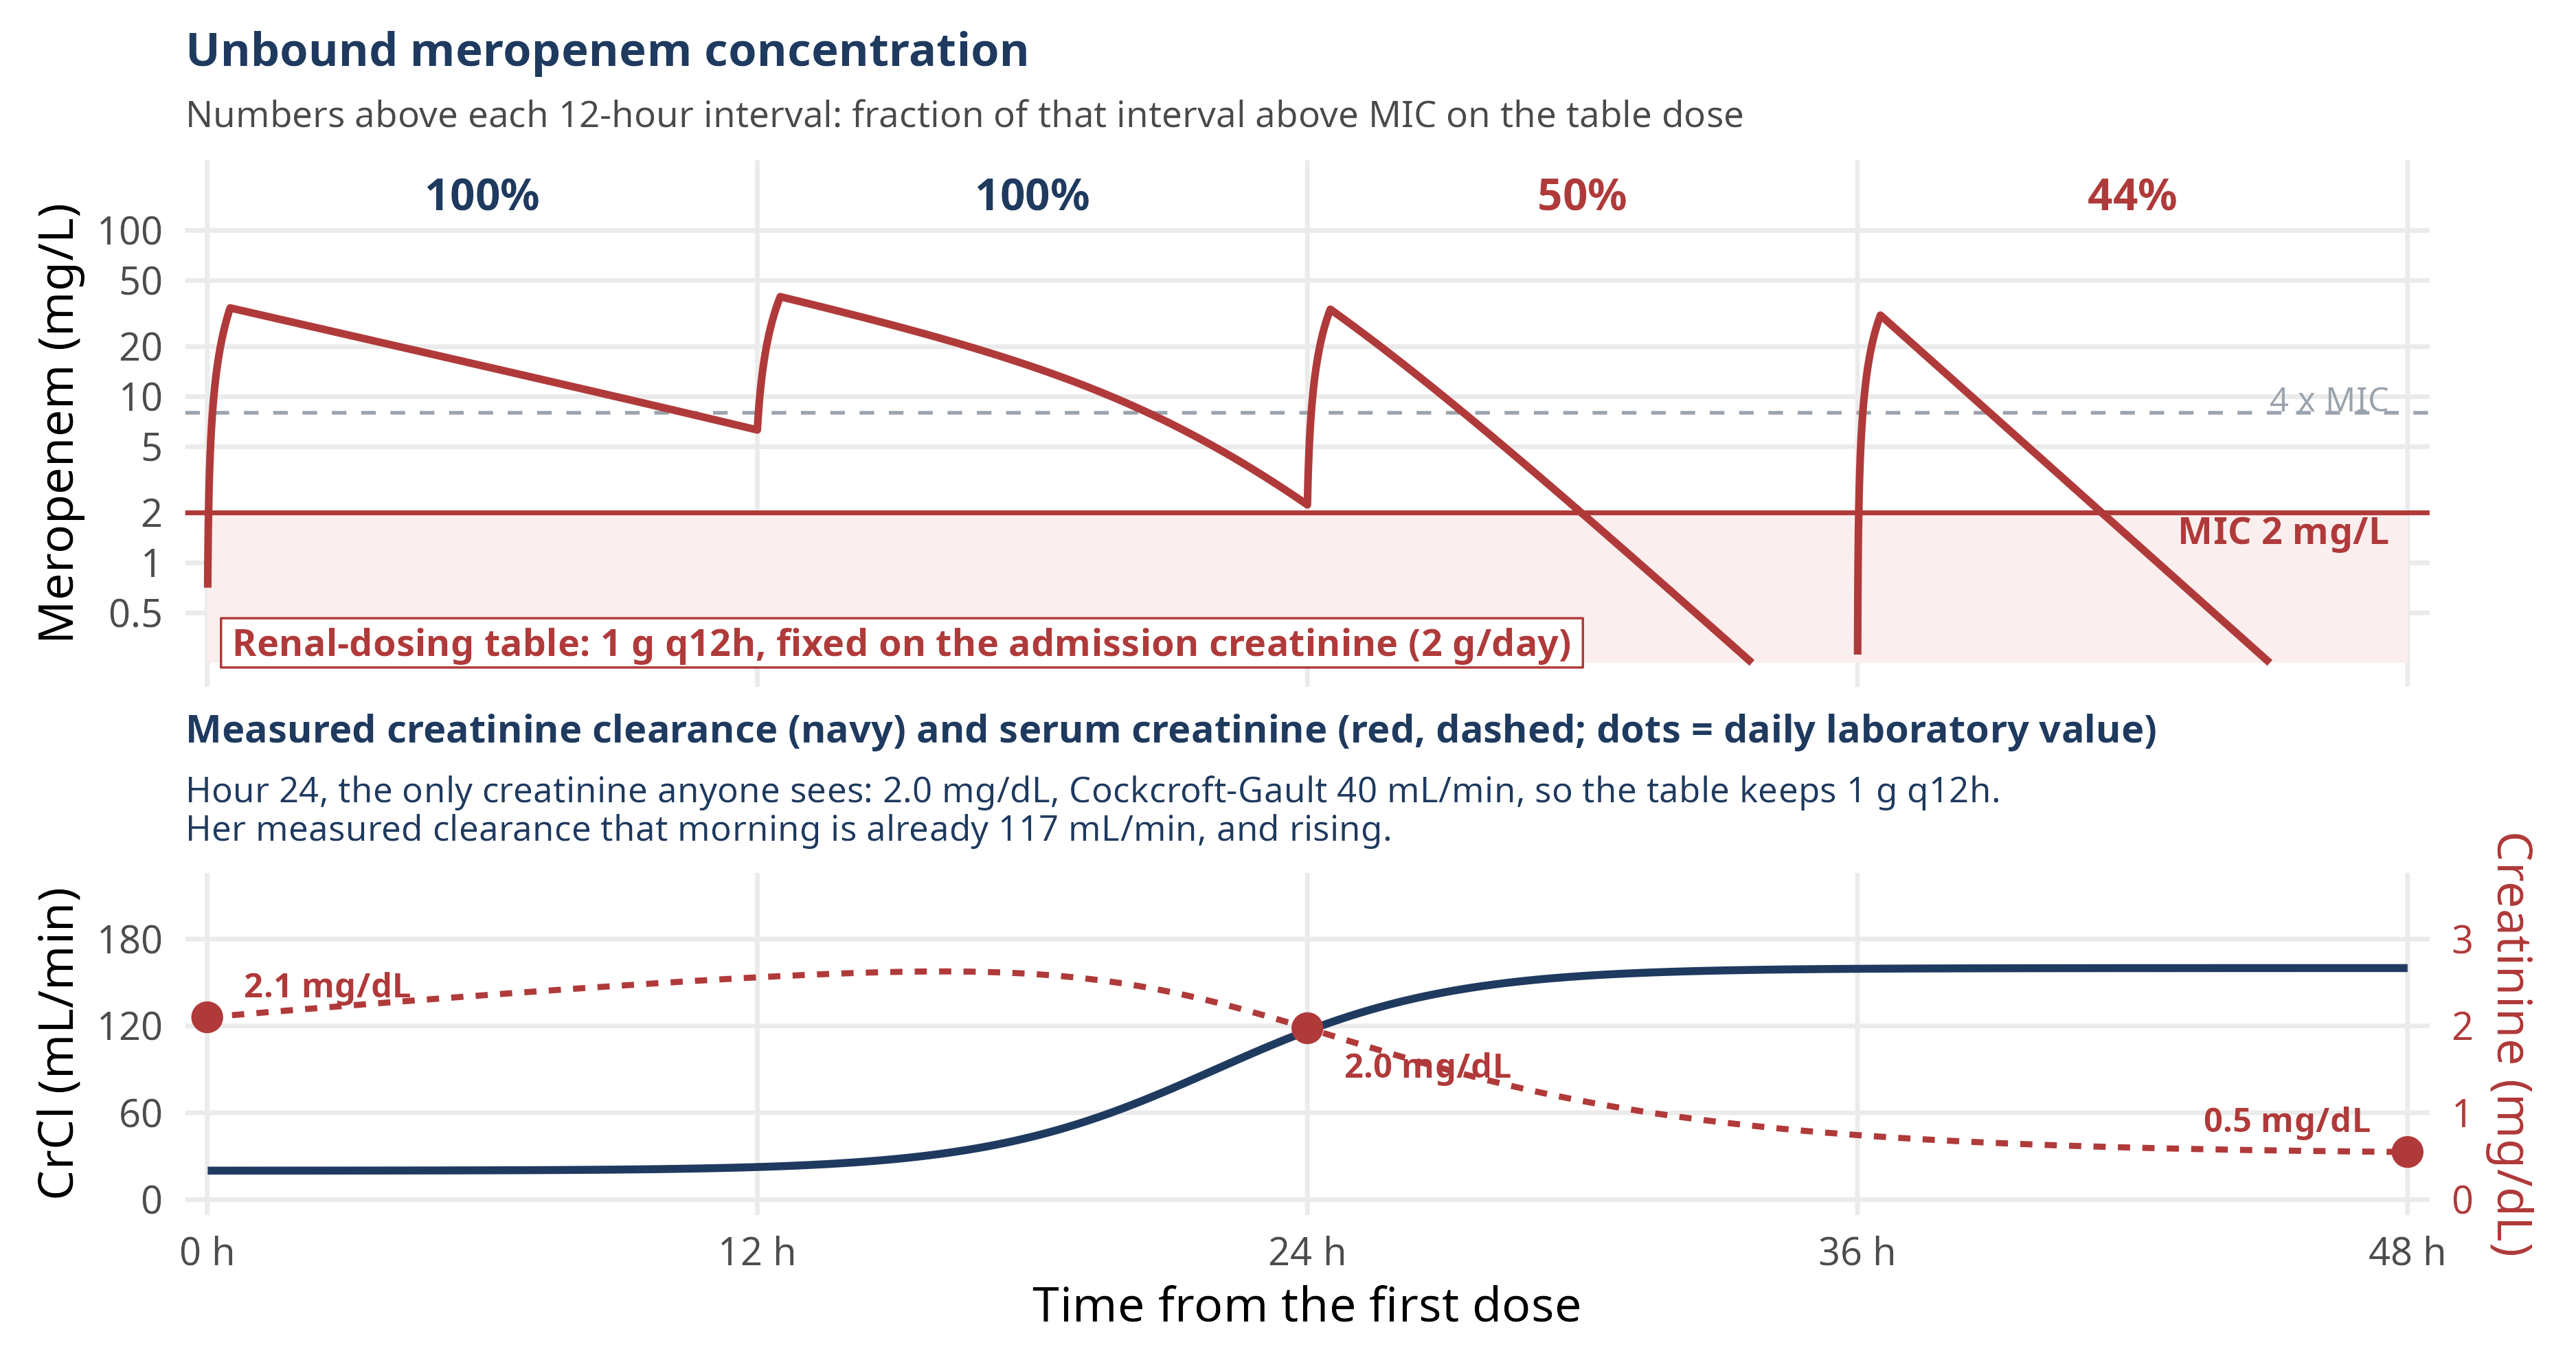 Unbound meropenem concentration
Numbers above each 12-hour interval: fraction of that interval above MIC on the table dose
100% 100% 50% 44%
Meropenem (mg/L)
100
50
20
10
5
2
1
0.5
4 x MIC
MIC 2 mg/L
Renal-dosing table: 1 g q12h, fixed on the admission creatinine (2 g/day)
Measured creatinine clearance (navy) and serum creatinine (red, dashed; dots = daily laboratory value)
Hour 24, the only creatinine anyone sees: 2.0 mg/dL, Cockcroft-Gault 40 mL/min, so the table keeps 1 g q12h.
Her measured clearance that morning is already 117 mL/min, and rising.
CrCl (mL/min)
180
120
60
0
2.1 mg/dL
2.0 mg/dL
0.5 mg/dL
3
2
1
0
Creatinine (mg/dL)
0 h 12 h 24 h 36 h 48 h
Time from the first dose